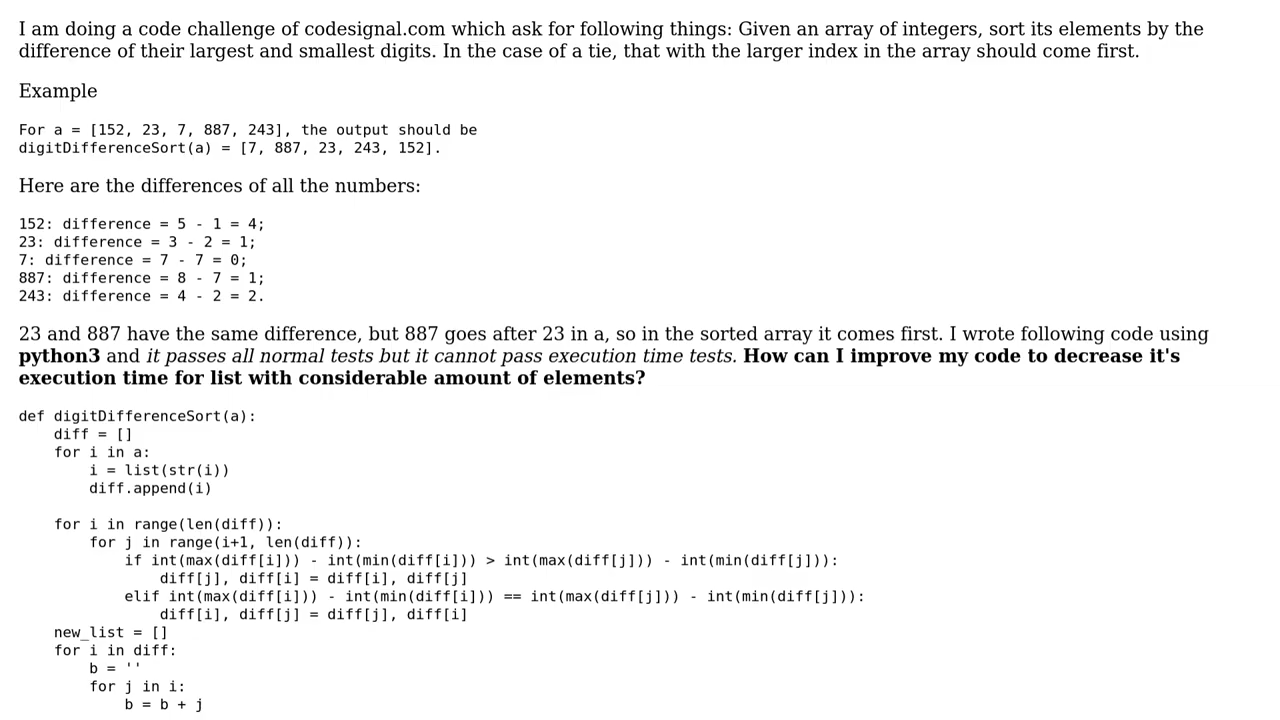 I am doing a code challenge of codesignal.com which ask for following things: Given an array of integers, sort its elements by the
difference of their largest and smallest digits. In the case of a tie, that with the larger index in the array should come first.
Example
For a = [152, 23, 7, 887, 243], the output should be
digitDifferenceSort(a) = [7, 887, 23, 243, 152].
Here are the differences of all the numbers:
152: difference = 5 - 1 = 4;
23: difference = 3 - 2 = 1;
7: difference = 7 - 7 = 0;
887: difference = 8 - 7 = 1;
243: difference = 4 - 2 = 2.
23 and 887 have the same difference, but 887 goes after 23 in a, so in the sorted array it comes first. I wrote following code using
python3 and it passes all normal tests but it cannot pass execution time tests. How can I improve my code to decrease it's
execution time for list with considerable amount of elements?
def digitDifferenceSort(a):
    diff = []
    for i in a:
        i = list(str(i))
        diff.append(i)
    for i in range(len(diff)):
        for j in range(i+1, len(diff)):
            if int(max(diff[i])) - int(min(diff[i])) > int(max(diff[j])) - int(min(diff[j])):
                diff[j], diff[i] = diff[i], diff[j]
            elif int(max(diff[i])) - int(min(diff[i])) == int(max(diff[j])) - int(min(diff[j])):
                diff[i], diff[j] = diff[j], diff[i]
    new_list = []
    for i in diff:
        b = ''
        for j in i:
            b = b + j